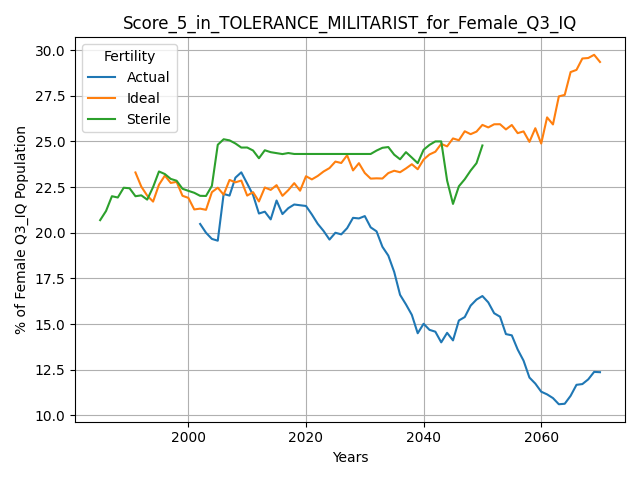 Score_5_in_TOLERANCE_MILITARIST_for_Female_Q3_IQ
Fertility
Actual
Ideal
Sterile
30.0
27.5
25.0
22.5
20.0
17.5
15.0
12.5
10.0
% of Female Q3_IQ Population
2000 2020 2040 2060
Years